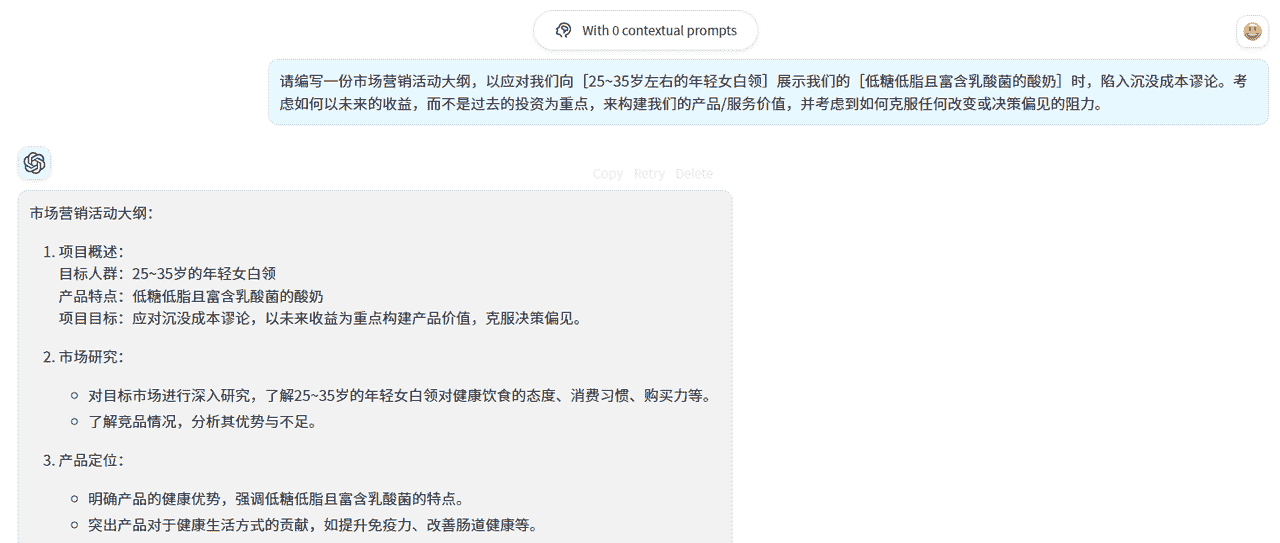 With 0 contextual prompts
请编写一份市场营销活动大纲，以应对我们向［25~35岁左右的年轻女白领］展示我们的［低糖低脂且富含乳酸菌的酸奶］时，陷入沉没成本谬论。考
虑如何以未来的收益，而不是过去的投资为重点，来构建我们的产品/服务价值，并考虑到如何克服任何改变或决策偏见的阻力。
Copy Retry Delete
市场营销活动大纲：
1. 项目概述：
目标人群：25~35岁的年轻女白领
产品特点：低糖低脂且富含乳酸菌的酸奶
项目目标：应对沉没成本谬论，以未来收益为重点构建产品价值，克服决策偏见。
2. 市场研究：
对目标市场进行深入研究，了解25~35岁的年轻女白领对健康饮食的态度、消费习惯、购买力等。
了解竞品情况，分析其优势与不足。
3. 产品定位：
明确产品的健康优势，强调低糖低脂且富含乳酸菌的特点。
突出产品对于健康生活方式的贡献，如提升免疫力、改善肠道健康等。